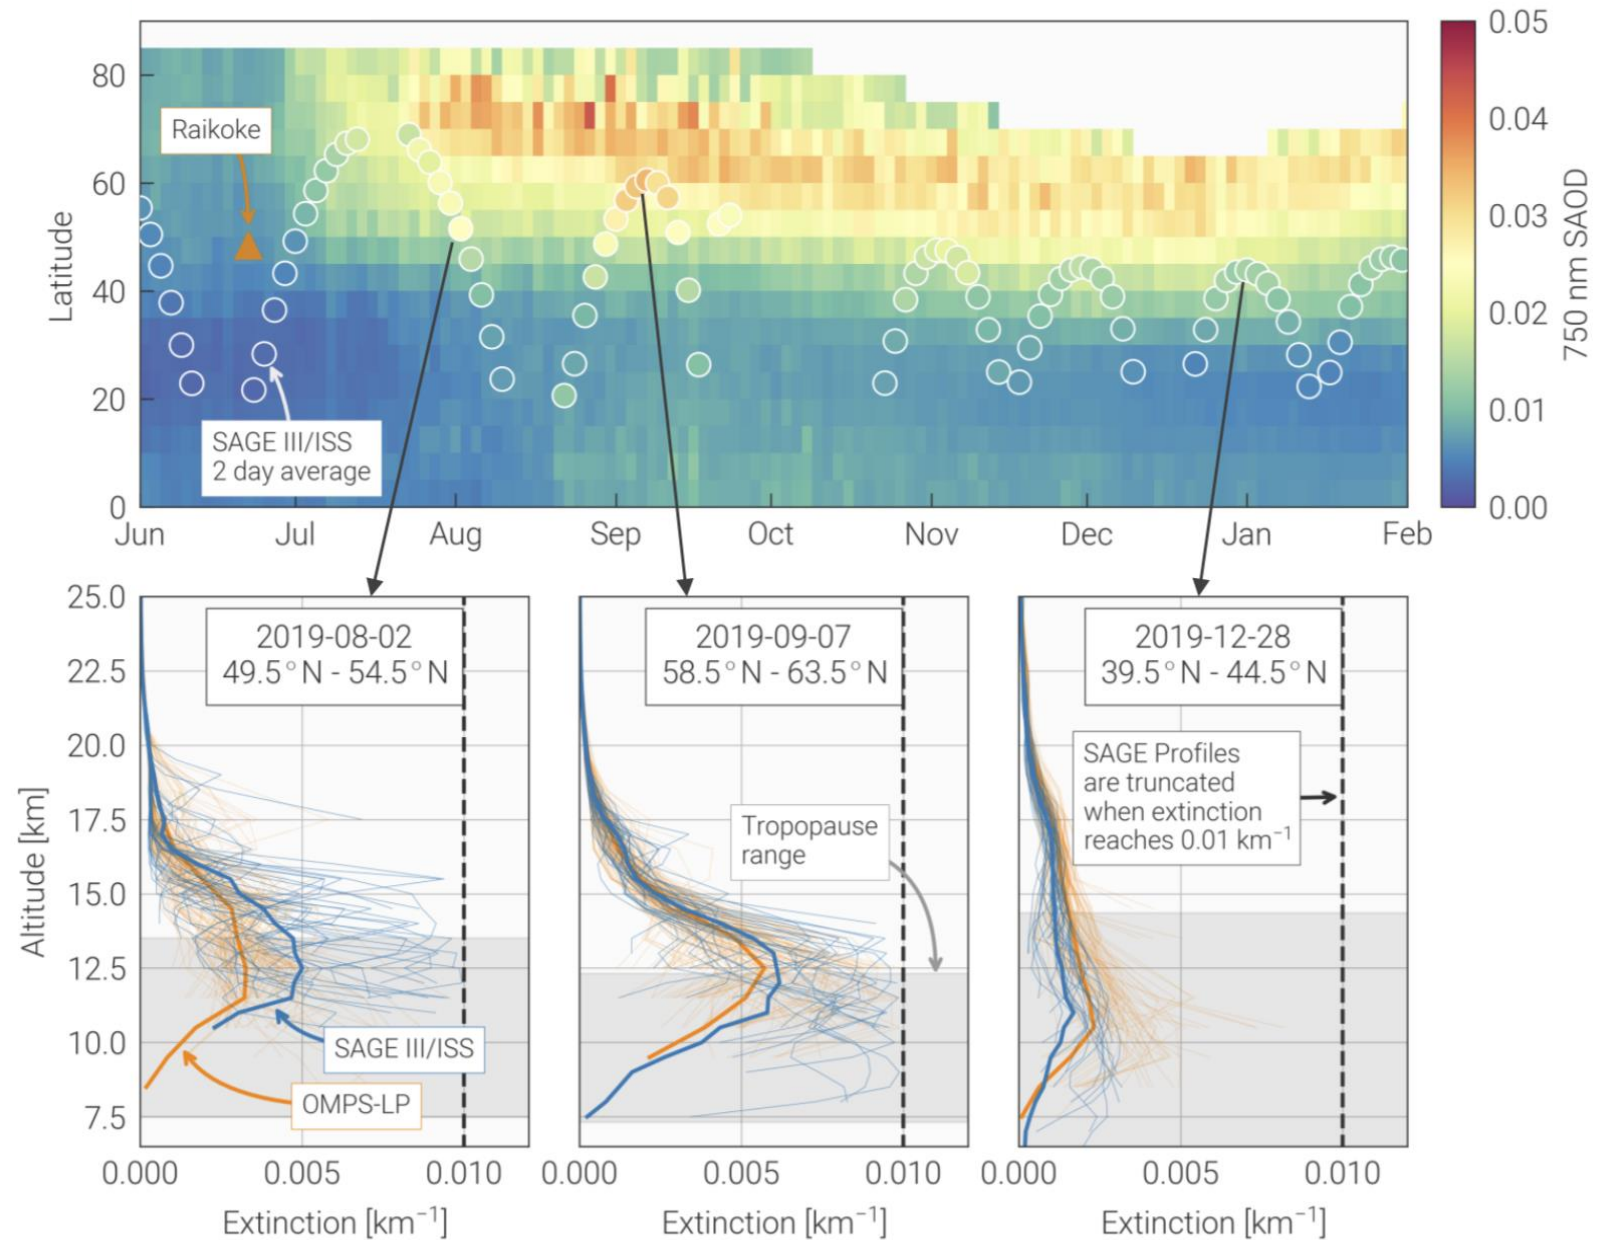 80
60
40
20
0
Latitude
Raikoke
SAGE III/ISS
2 day average
Jun
Jul
Aug
Sep
Oct
Nov
Dec
Jan
Feb
0.05
0.04
0.03
0.02
0.01
0.00
750 nm SAOD
25.0
22.5
20.0
17.5
15.0
12.5
10.0
7.5
Altitude [km]
2019-08-02
49.5°N - 54.5°N
SAGE III/ISS
OMPS-LP
0.000
0.005
0.010
Extinction [km⁻¹]
2019-09-07
58.5°N - 63.5°N
Tropopause
range
0.000
0.005
0.010
Extinction [km⁻¹]
2019-12-28
39.5°N - 44.5°N
SAGE Profiles
are truncated
when extinction
reaches 0.01 km⁻¹
0.000
0.005
0.010
Extinction [km⁻¹]